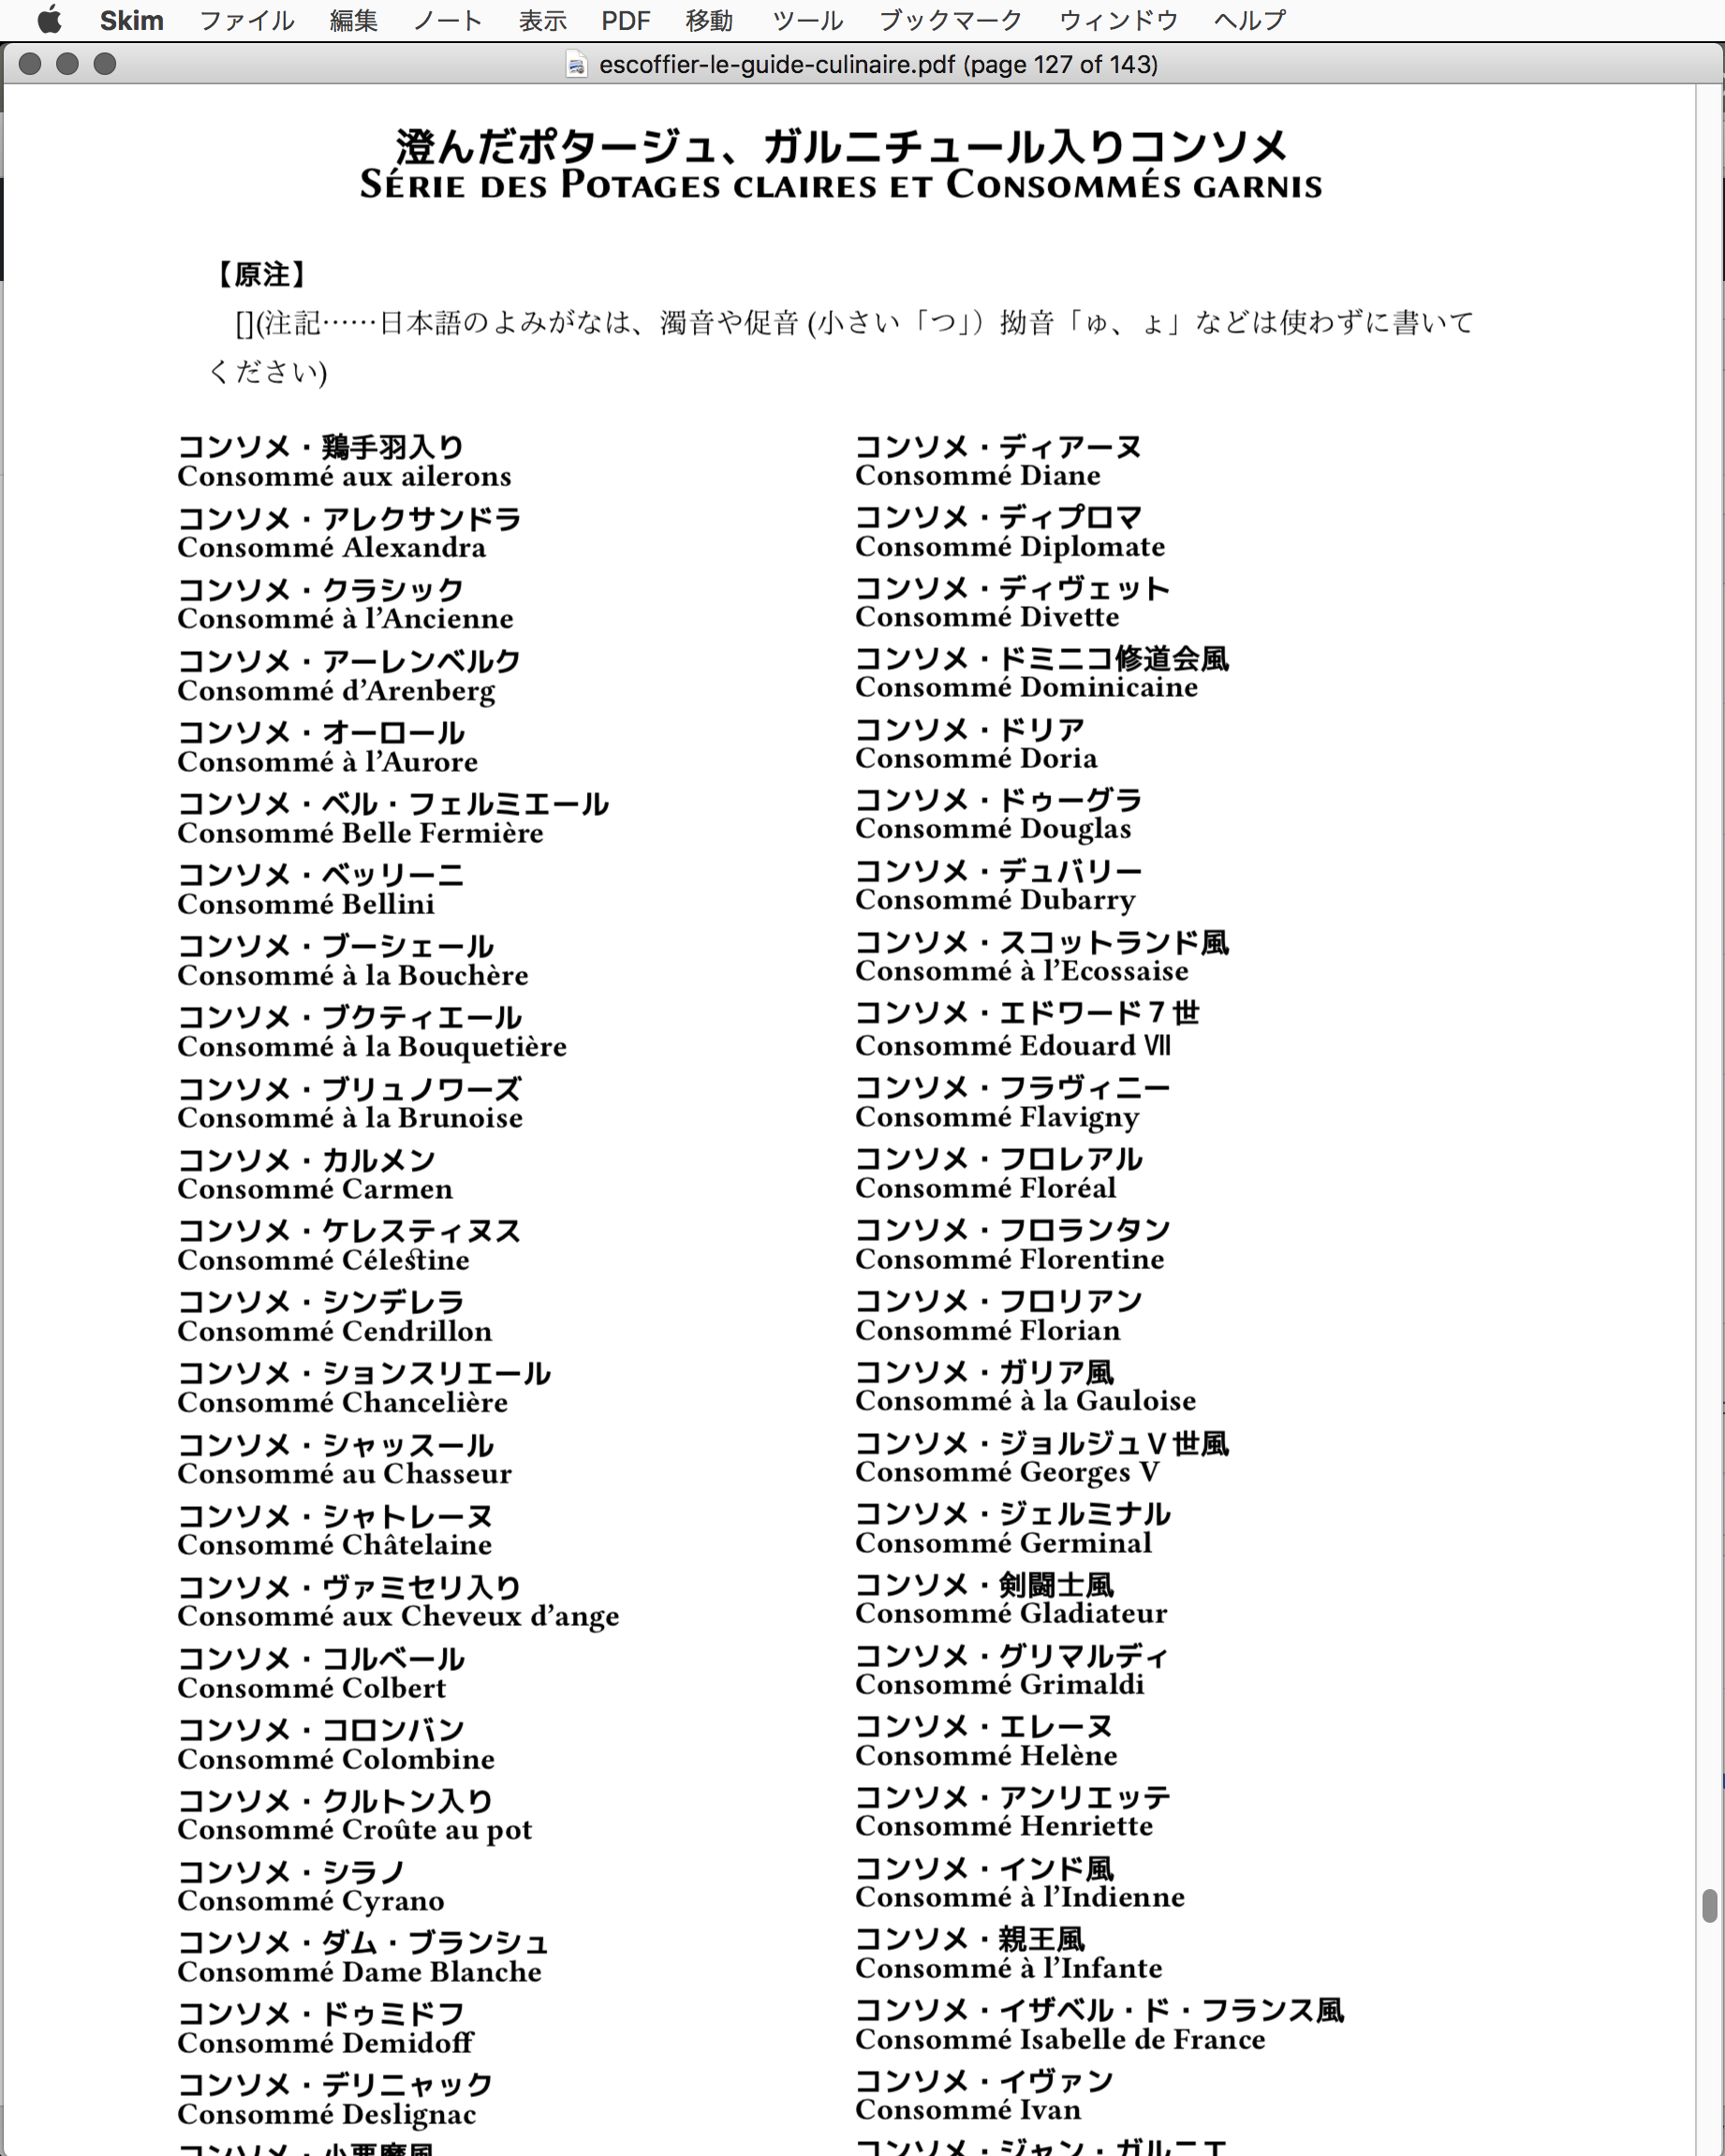 Skim ファイル 編集 ノート 表示 PDF 移動 ツール ブックマーク ウィンドウ ヘルプ
escoffier-le-guide-culinaire.pdf (page 127 of 143)
澄んだポタージュ、ガルニチュール入りコンソメ
Série des Potages claires et Consommés garnis
【原注】
[](注記……日本語のよみがなは、濁音や促音 (小さい「つ」）拗音「ゅ、ょ」などは使わずに書いて
ください)
コンソメ・鶏手羽入り
Consommé aux ailerons
コンソメ・アレクサンドラ
Consommé Alexandra
コンソメ・クラシック
Consommé à l’Ancienne
コンソメ・アーレンベルク
Consommé d’Arenberg
コンソメ・オーロール
Consommé à l’Aurore
コンソメ・ベル・フェルミエール
Consommé Belle Fermière
コンソメ・ベッリーニ
Consommé Bellini
コンソメ・ブーシェール
Consommé à la Bouchère
コンソメ・ブクティエール
Consommé à la Bouquetière
コンソメ・ブリュノワーズ
Consommé à la Brunoise
コンソメ・カルメン
Consommé Carmen
コンソメ・ケレスティヌス
Consommé Célestine
コンソメ・シンデレラ
Consommé Cendrillon
コンソメ・ションスリエール
Consommé Chancelière
コンソメ・シャッスール
Consommé au Chasseur
コンソメ・シャトレーヌ
Consommé Châtelaine
コンソメ・ヴァミセリ入り
Consommé aux Cheveux d’ange
コンソメ・コルベール
Consommé Colbert
コンソメ・コロンバン
Consommé Colombine
コンソメ・クルトン入り
Consommé Croûte au pot
コンソメ・シラノ
Consommé Cyrano
コンソメ・ダム・ブランシュ
Consommé Dame Blanche
コンソメ・ドゥミドフ
Consommé Demidoff
コンソメ・デリニャック
Consommé Deslignac
コンソメ・小悪魔風
コンソメ・ディアーヌ
Consommé Diane
コンソメ・ディプロマ
Consommé Diplomate
コンソメ・ディヴェット
Consommé Divette
コンソメ・ドミニコ修道会風
Consommé Dominicaine
コンソメ・ドリア
Consommé Doria
コンソメ・ドゥーグラ
Consommé Douglas
コンソメ・デュバリー
Consommé Dubarry
コンソメ・スコットランド風
Consommé à l’Ecossaise
コンソメ・エドワード７世
Consommé Edouard Ⅶ
コンソメ・フラヴィニー
Consommé Flavigny
コンソメ・フロレアル
Consommé Floréal
コンソメ・フロランタン
Consommé Florentine
コンソメ・フロリアン
Consommé Florian
コンソメ・ガリア風
Consommé à la Gauloise
コンソメ・ジョルジュＶ世風
Consommé Georges V
コンソメ・ジェルミナル
Consommé Germinal
コンソメ・剣闘士風
Consommé Gladiateur
コンソメ・グリマルディ
Consommé Grimaldi
コンソメ・エレーヌ
Consommé Helène
コンソメ・アンリエッテ
Consommé Henriette
コンソメ・インド風
Consommé à l’Indienne
コンソメ・親王風
Consommé à l’Infante
コンソメ・イザベル・ド・フランス風
Consommé Isabelle de France
コンソメ・イヴァン
Consommé Ivan
コンソメ・ジャン・ガルニエ